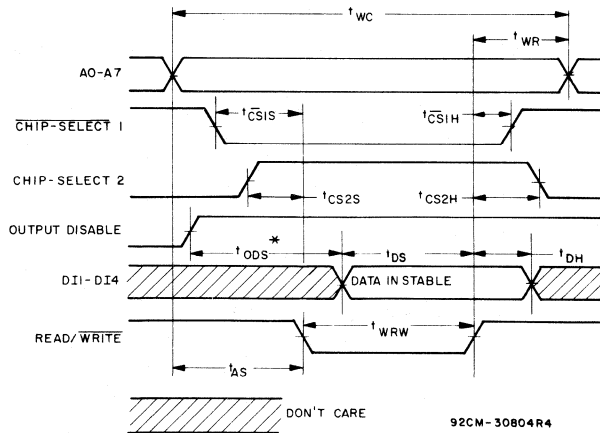 tWC
tWR
A0-A7
tCS1S
tCS1H
CHIP-SELECT 1
CHIP-SELECT 2
tCS2S
tCS2H
OUTPUT DISABLE
tODS*
tDS
tDH
DI1-DI4
DATA IN STABLE
READ/WRITE
tWRW
tAS
DON'T CARE
92CM-30804R4